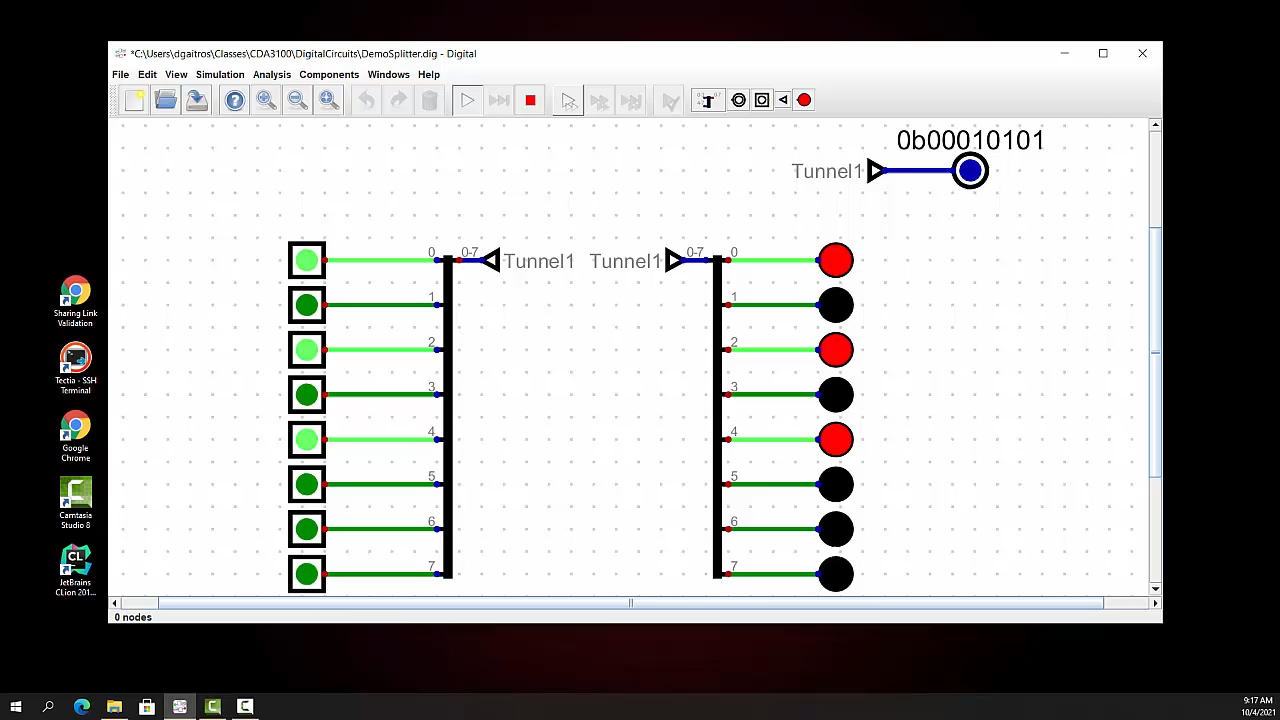 *C:\Users\dgaitros\Classes\CDA3100\DigitalCircuits\DemoSplitter.dig - Digital
File Edit View Simulation Analysis Components Windows Help
0b00010101
Tunnel1
0 0-7 Tunnel1 Tunnel1 0-7 0
1 1
2 2
3 3
4 4
5 5
6 6
7 7
0 nodes
Sharing Link
Validation
Tectia - SSH
Terminal
Google
Chrome
Camtasia
Studio 8
CL
JetBrains
CLion 201...
9:17 AM
10/4/2021